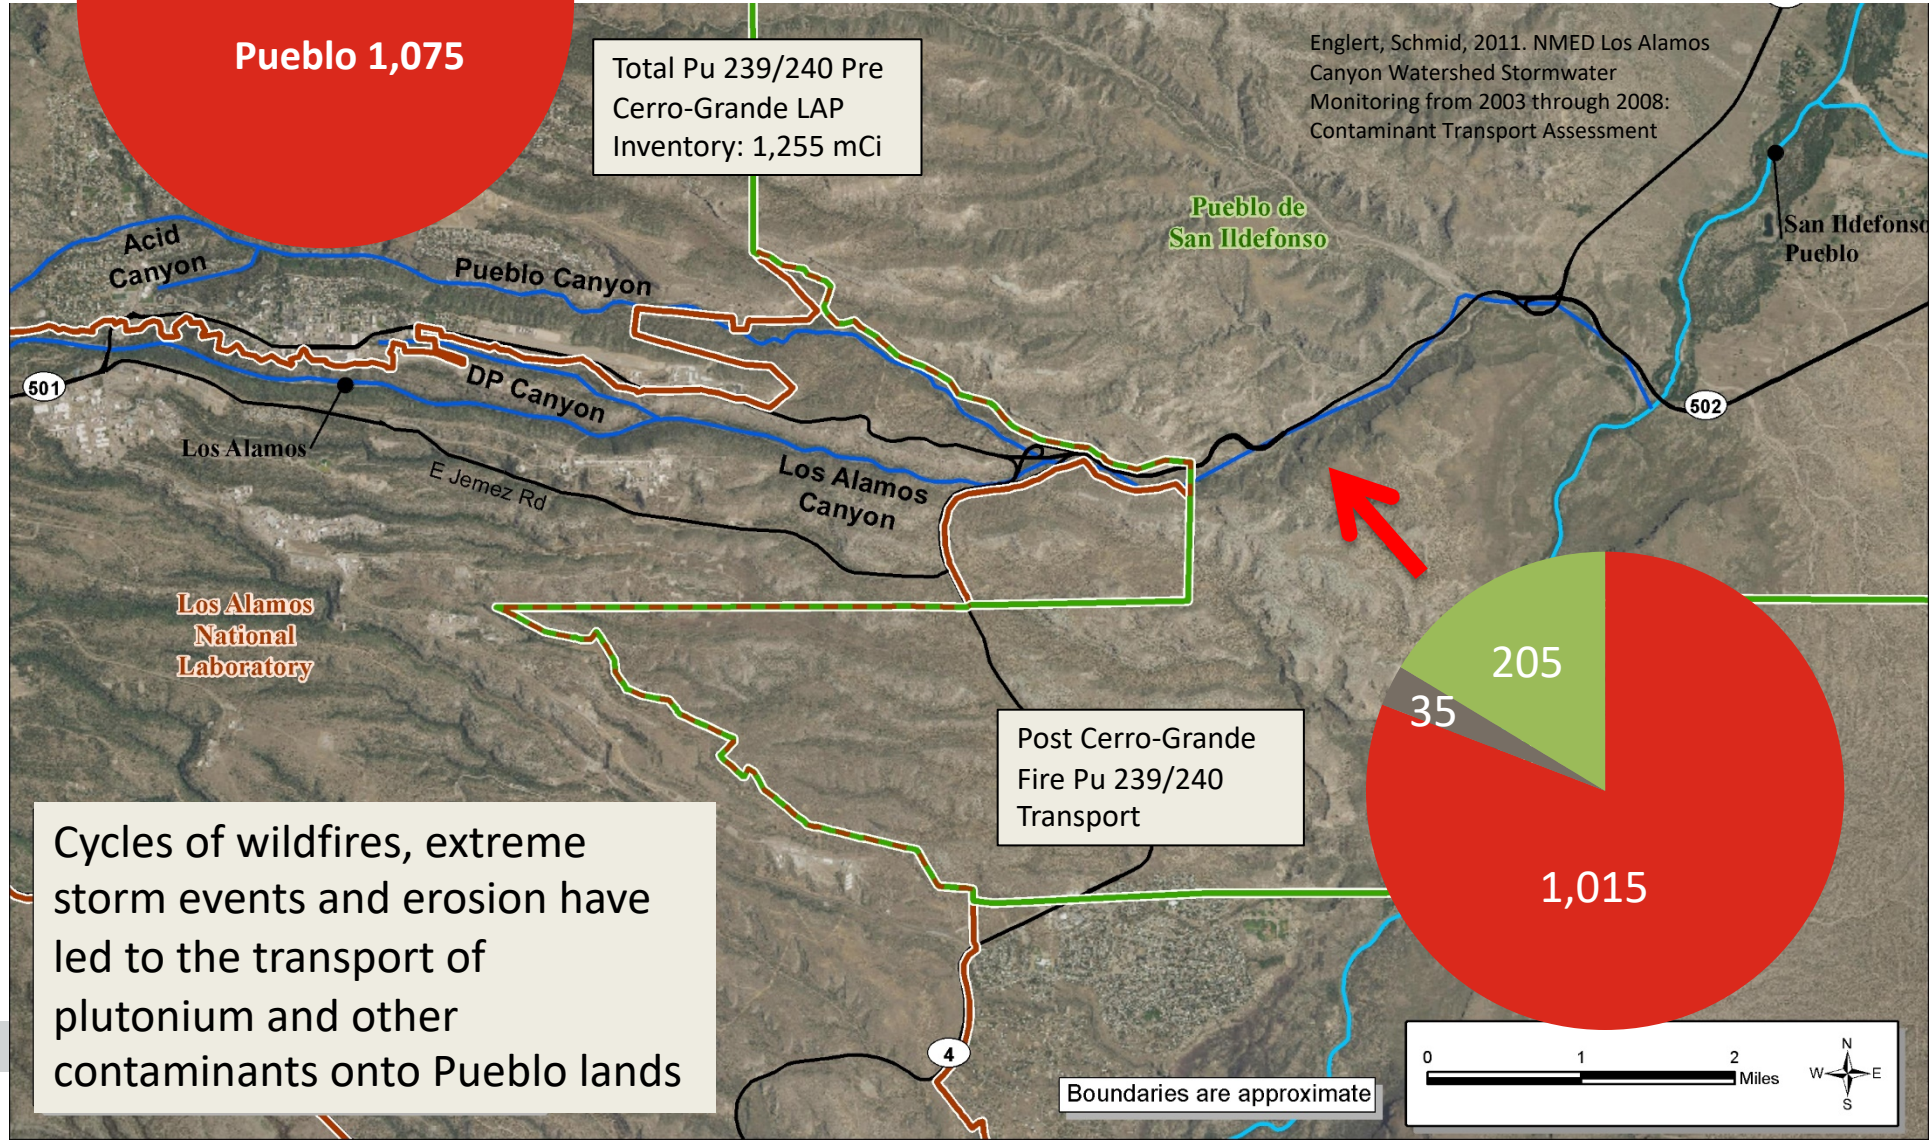 Pueblo 1,075
Total Pu 239/240 Pre
Cerro-Grande LAP
Inventory: 1,255 mCi
Englert, Schmid, 2011. NMED Los Alamos
Canyon Watershed Stormwater
Monitoring from 2003 through 2008:
Contaminant Transport Assessment
Pueblo de
San Ildefonso
San Ildefonso
Pueblo
Acid
Canyon
Pueblo Canyon
501
DP Canyon
502
Los Alamos
E Jemez Rd
Los Alamos
Canyon
Los Alamos
National
Laboratory
205
35
1,015
Post Cerro-Grande
Fire Pu 239/240
Transport
Cycles of wildfires, extreme
storm events and erosion have
led to the transport of
plutonium and other
contaminants onto Pueblo lands
4
Boundaries are approximate
0 1 2
Miles
N
W E
S